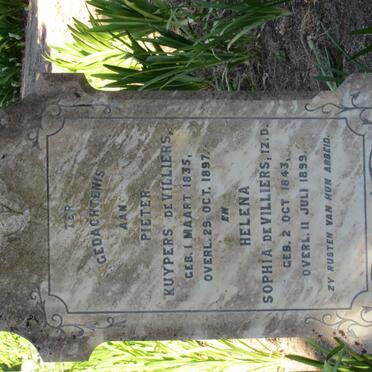 TER
GEDACHTENIS
AAN
PIETER
KUYPERS DE VILLIERS,
GEB. 1 MAART 1835,
OVERL. 29 OCT. 1897.
EN
HELENA
SOPHIA DE VILLIERS, IZ.D.
GEB. 2 OCT 1843,
OVERL. 11 JULI 1899.
ZY RUSTEN VAN HUN ARBEID.